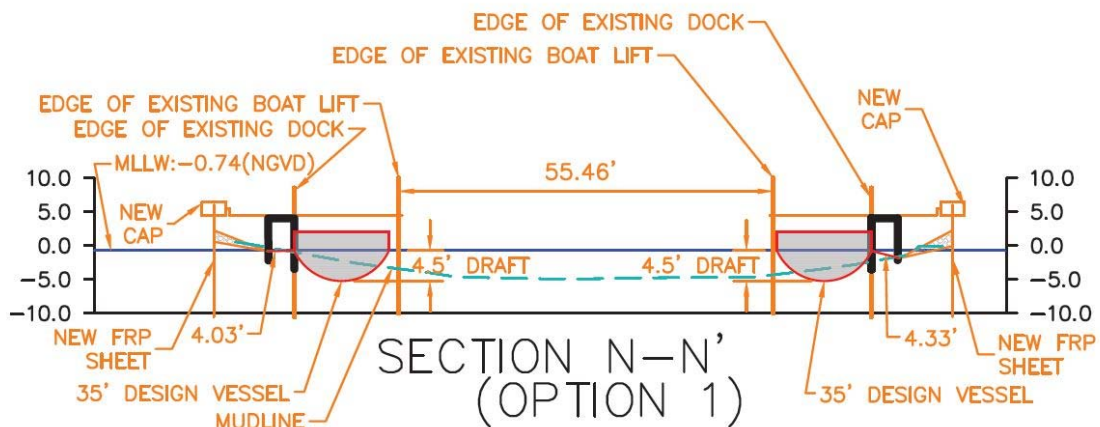 EDGE OF EXISTING DOCK
EDGE OF EXISTING BOAT LIFT
EDGE OF EXISTING BOAT LIFT
EDGE OF EXISTING DOCK
NEW
CAP
MLLW:-0.74(NGVD)
55.46'
10.0
10.0
NEW
CAP
5.0
5.0
0.0
0.0
4.5' DRAFT
4.5' DRAFT
-5.0
-5.0
-10.0
-10.0
NEW FRP
SHEET
4.03'
4.33'
NEW FRP
SHEET
SECTION N-N'
(OPTION 1)
35' DESIGN VESSEL
35' DESIGN VESSEL
MUDLINE